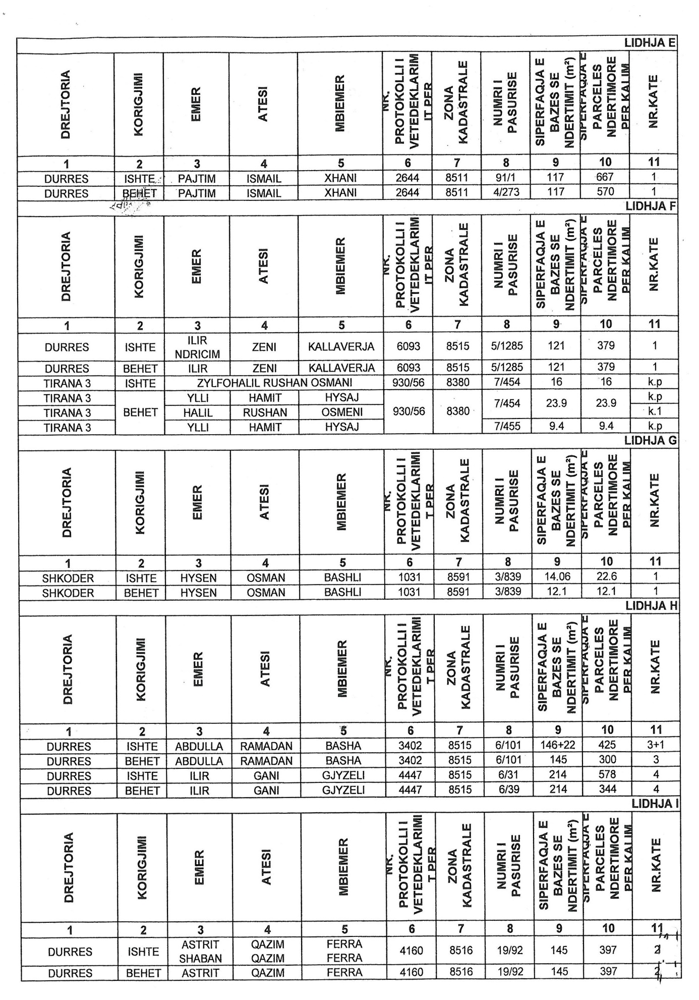 LIDHJA E
DREJTORIA KORIGJIMI EMER ATESI MBIEMER NR. PROTOKOLLI I VETEDEKLARIM IT PER ZONA KADASTRALE NUMRI I PASURISE SIPERFAQJA E BAZES SE NDERTIMIT (m²) SIPERFAQJA E PARCELES NDERTIMORE PER KALIM NR.KATE
1 2 3 4 5 6 7 8 9 10 11
DURRES ISHTE PAJTIM ISMAIL XHANI 2644 8511 91/1 117 667 1
DURRES BEHET PAJTIM ISMAIL XHANI 2644 8511 4/273 117 570 1
LIDHJA F
DREJTORIA KORIGJIMI EMER ATESI MBIEMER NR. PROTOKOLLI I VETEDEKLARIM IT PER ZONA KADASTRALE NUMRI I PASURISE SIPERFAQJA E BAZES SE NDERTIMIT (m²) SIPERFAQJA E PARCELES NDERTIMORE PER KALIM NR.KATE
1 2 3 4 5 6 7 8 9 10 11
DURRES ISHTE ILIR NDRICIM ZENI KALLAVERJA 6093 8515 5/1285 121 379 1
DURRES BEHET ILIR ZENI KALLAVERJA 6093 8515 5/1285 121 379 1
TIRANA 3 ISHTE ZYLFOHALIL RUSHAN OSMANI 930/56 8380 7/454 16 16 k.p
TIRANA 3 BEHET YLLI HAMIT HYSAJ 930/56 8380 7/454 23.9 23.9 k.p
TIRANA 3 HALIL RUSHAN OSMENI k.1
TIRANA 3 YLLI HAMIT HYSAJ 7/455 9.4 9.4 k.p
LIDHJA G
DREJTORIA KORIGJIMI EMER ATESI MBIEMER NR. PROTOKOLLI I VETEDEKLARIMI T PER ZONA KADASTRALE NUMRI I PASURISE SIPERFAQJA E BAZES SE NDERTIMIT (m²) SIPERFAQJA E PARCELES NDERTIMORE PER KALIM NR.KATE
1 2 3 4 5 6 7 8 9 10 11
SHKODER ISHTE HYSEN OSMAN BASHLI 1031 8591 3/839 14.06 22.6 1
SHKODER BEHET HYSEN OSMAN BASHLI 1031 8591 3/839 12.1 12.1 1
LIDHJA H
DREJTORIA KORIGJIMI EMER ATESI MBIEMER NR. PROTOKOLLI I VETEDEKLARIMI T PER ZONA KADASTRALE NUMRI I PASURISE SIPERFAQJA E BAZES SE NDERTIMIT (m²) SIPERFAQJA E PARCELES NDERTIMORE PER KALIM NR.KATE
1 2 3 4 5 6 7 8 9 10 11
DURRES ISHTE ABDULLA RAMADAN BASHA 3402 8515 6/101 146+22 425 3+1
DURRES BEHET ABDULLA RAMADAN BASHA 3402 8515 6/101 145 300 3
DURRES ISHTE ILIR GANI GJYZELI 4447 8515 6/31 214 578 4
DURRES BEHET ILIR GANI GJYZELI 4447 8515 6/39 214 344 4
LIDHJA I
DREJTORIA KORIGJIMI EMER ATESI MBIEMER NR. PROTOKOLLI I VETEDEKLARIMI T PER ZONA KADASTRALE NUMRI I PASURISE SIPERFAQJA E BAZES SE NDERTIMIT (m²) SIPERFAQJA E PARCELES NDERTIMORE PER KALIM NR.KATE
1 2 3 4 5 6 7 8 9 10 11
DURRES ISHTE ASTRIT QAZIM FERRA 4160 8516 19/92 145 397 2
SHABAN QAZIM FERRA
DURRES BEHET ASTRIT QAZIM FERRA 4160 8516 19/92 145 397 2